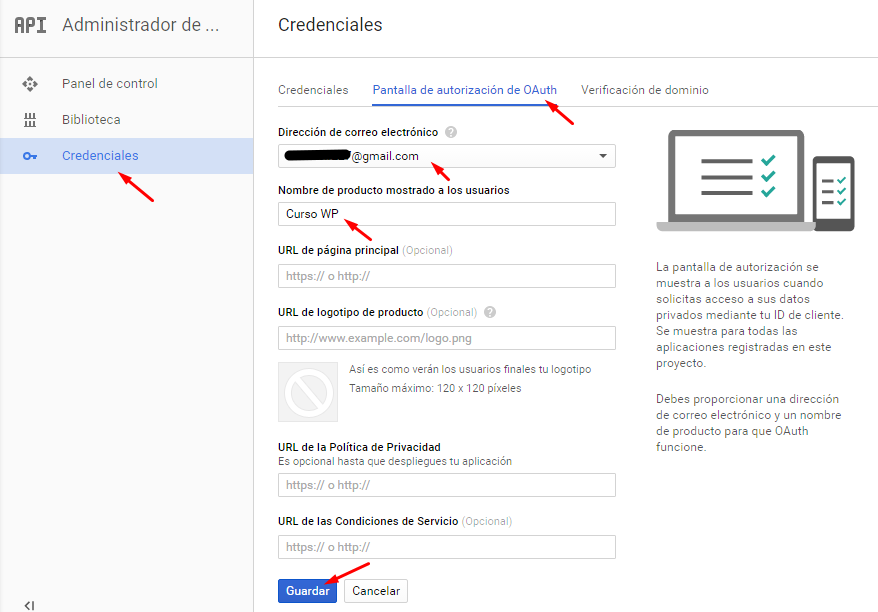 API Administrador de ...
Credenciales
Panel de control
Biblioteca
Credenciales
Credenciales
Pantalla de autorización de OAuth
Verificación de dominio
Dirección de correo electrónico ?
@gmail.com
Nombre de producto mostrado a los usuarios
Curso WP
URL de página principal (Opcional)
https:// o http://
URL de logotipo de producto (Opcional) ?
http://www.example.com/logo.png
Así es como verán los usuarios finales tu logotipo
Tamaño máximo: 120 x 120 píxeles
URL de la Política de Privacidad
Es opcional hasta que despliegues tu aplicación
https:// o http://
URL de las Condiciones de Servicio (Opcional)
https:// o http://
Guardar
Cancelar
La pantalla de autorización se
muestra a los usuarios cuando
solicitas acceso a sus datos
privados mediante tu ID de cliente.
Se muestra para todas las
aplicaciones registradas en este
proyecto.
Debes proporcionar una dirección
de correo electrónico y un nombre
de producto para que OAuth
funcione.